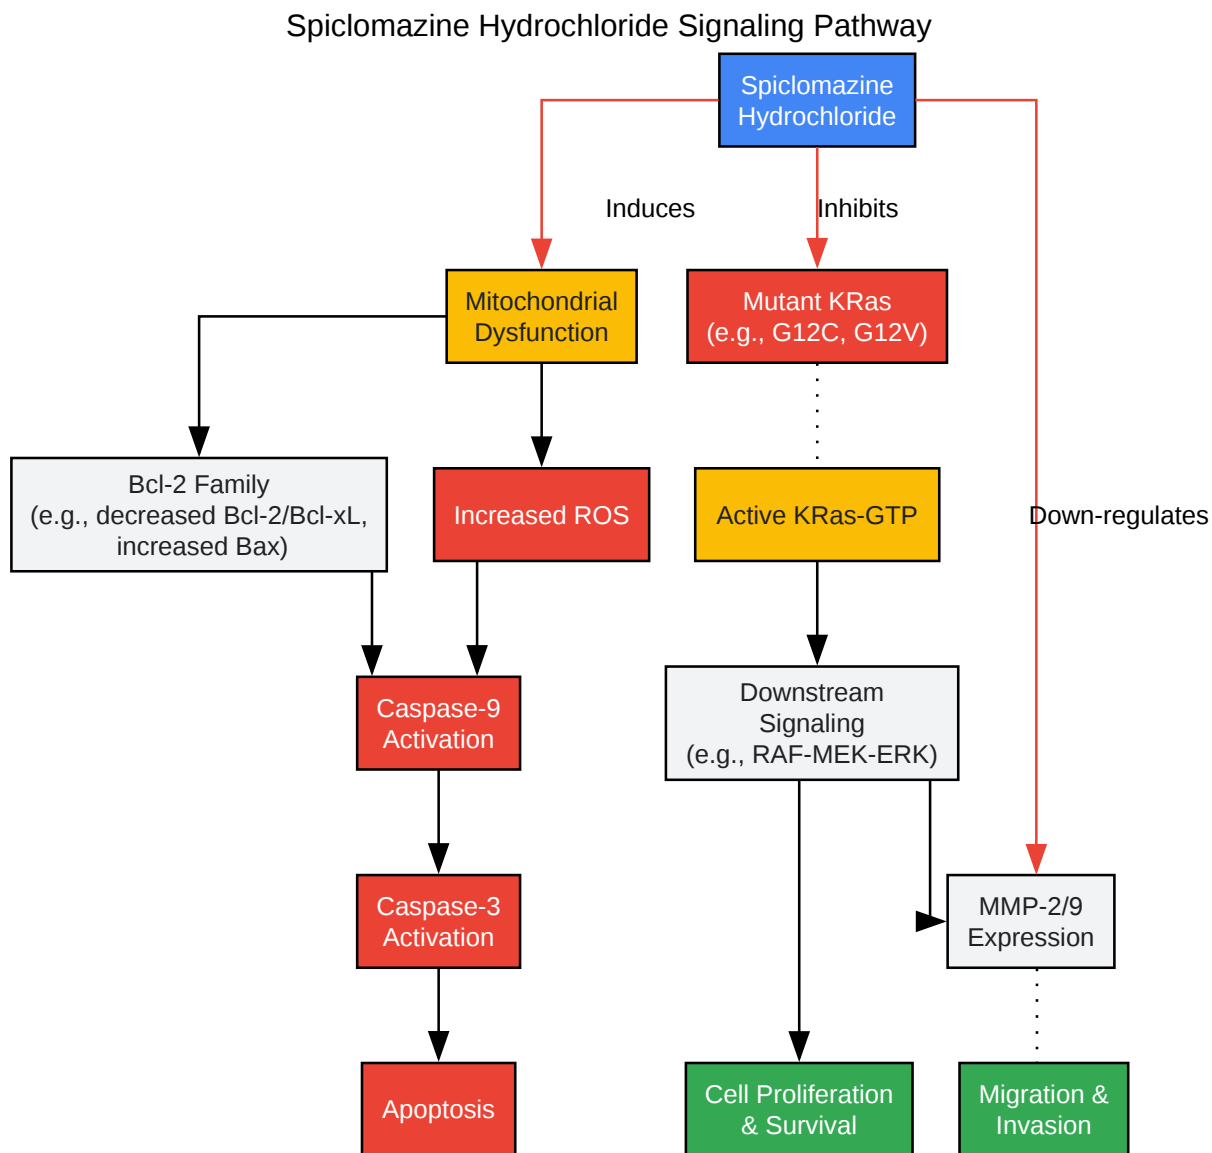 Spiclomazine Hydrochloride Signaling Pathway
Spiclomazine
Hydrochloride
Induces
Inhibits
Mitochondrial
Dysfunction
Mutant KRas
(e.g., G12C, G12V)
Bcl-2 Family
(e.g., decreased Bcl-2/Bcl-xL,
increased Bax)
Increased ROS
Active KRas-GTP
Down-regulates
Caspase-9
Activation
Downstream
Signaling
(e.g., RAF-MEK-ERK)
Caspase-3
Activation
MMP-2/9
Expression
Apoptosis
Cell Proliferation
& Survival
Migration &
Invasion